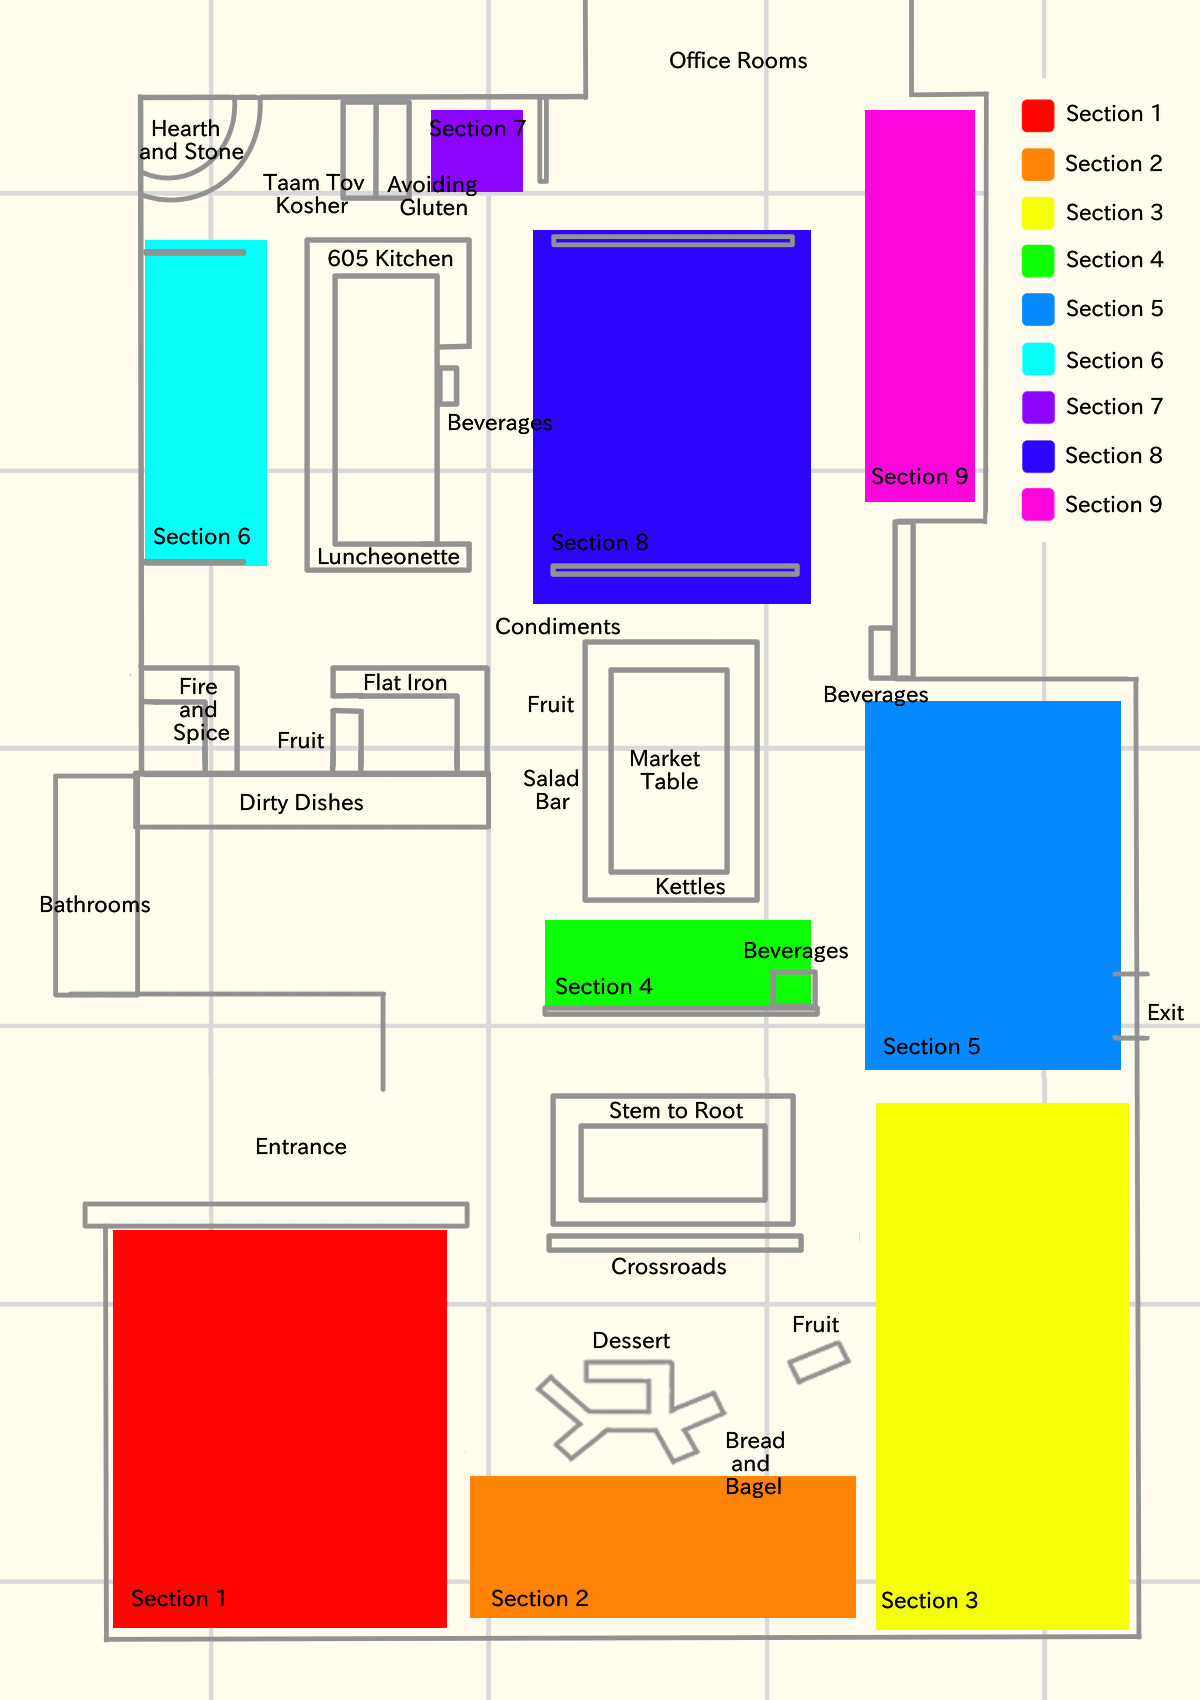 Office Rooms
Section 1
Section 2
Section 3
Section 4
Section 5
Section 6
Section 7
Section 8
Section 9
Hearth
and Stone
Section 7
Taam Tov
Kosher
Avoiding
Gluten
605 Kitchen
Beverages
Section 9
Section 6
Section 8
Luncheonette
Condiments
Fire
and
Spice
Flat Iron
Fruit
Fruit
Beverages
Market
Table
Salad
Bar
Dirty Dishes
Kettles
Bathrooms
Beverages
Section 4
Exit
Section 5
Stem to Root
Entrance
Crossroads
Fruit
Dessert
Bread
and
Bagel
Section 1
Section 2
Section 3